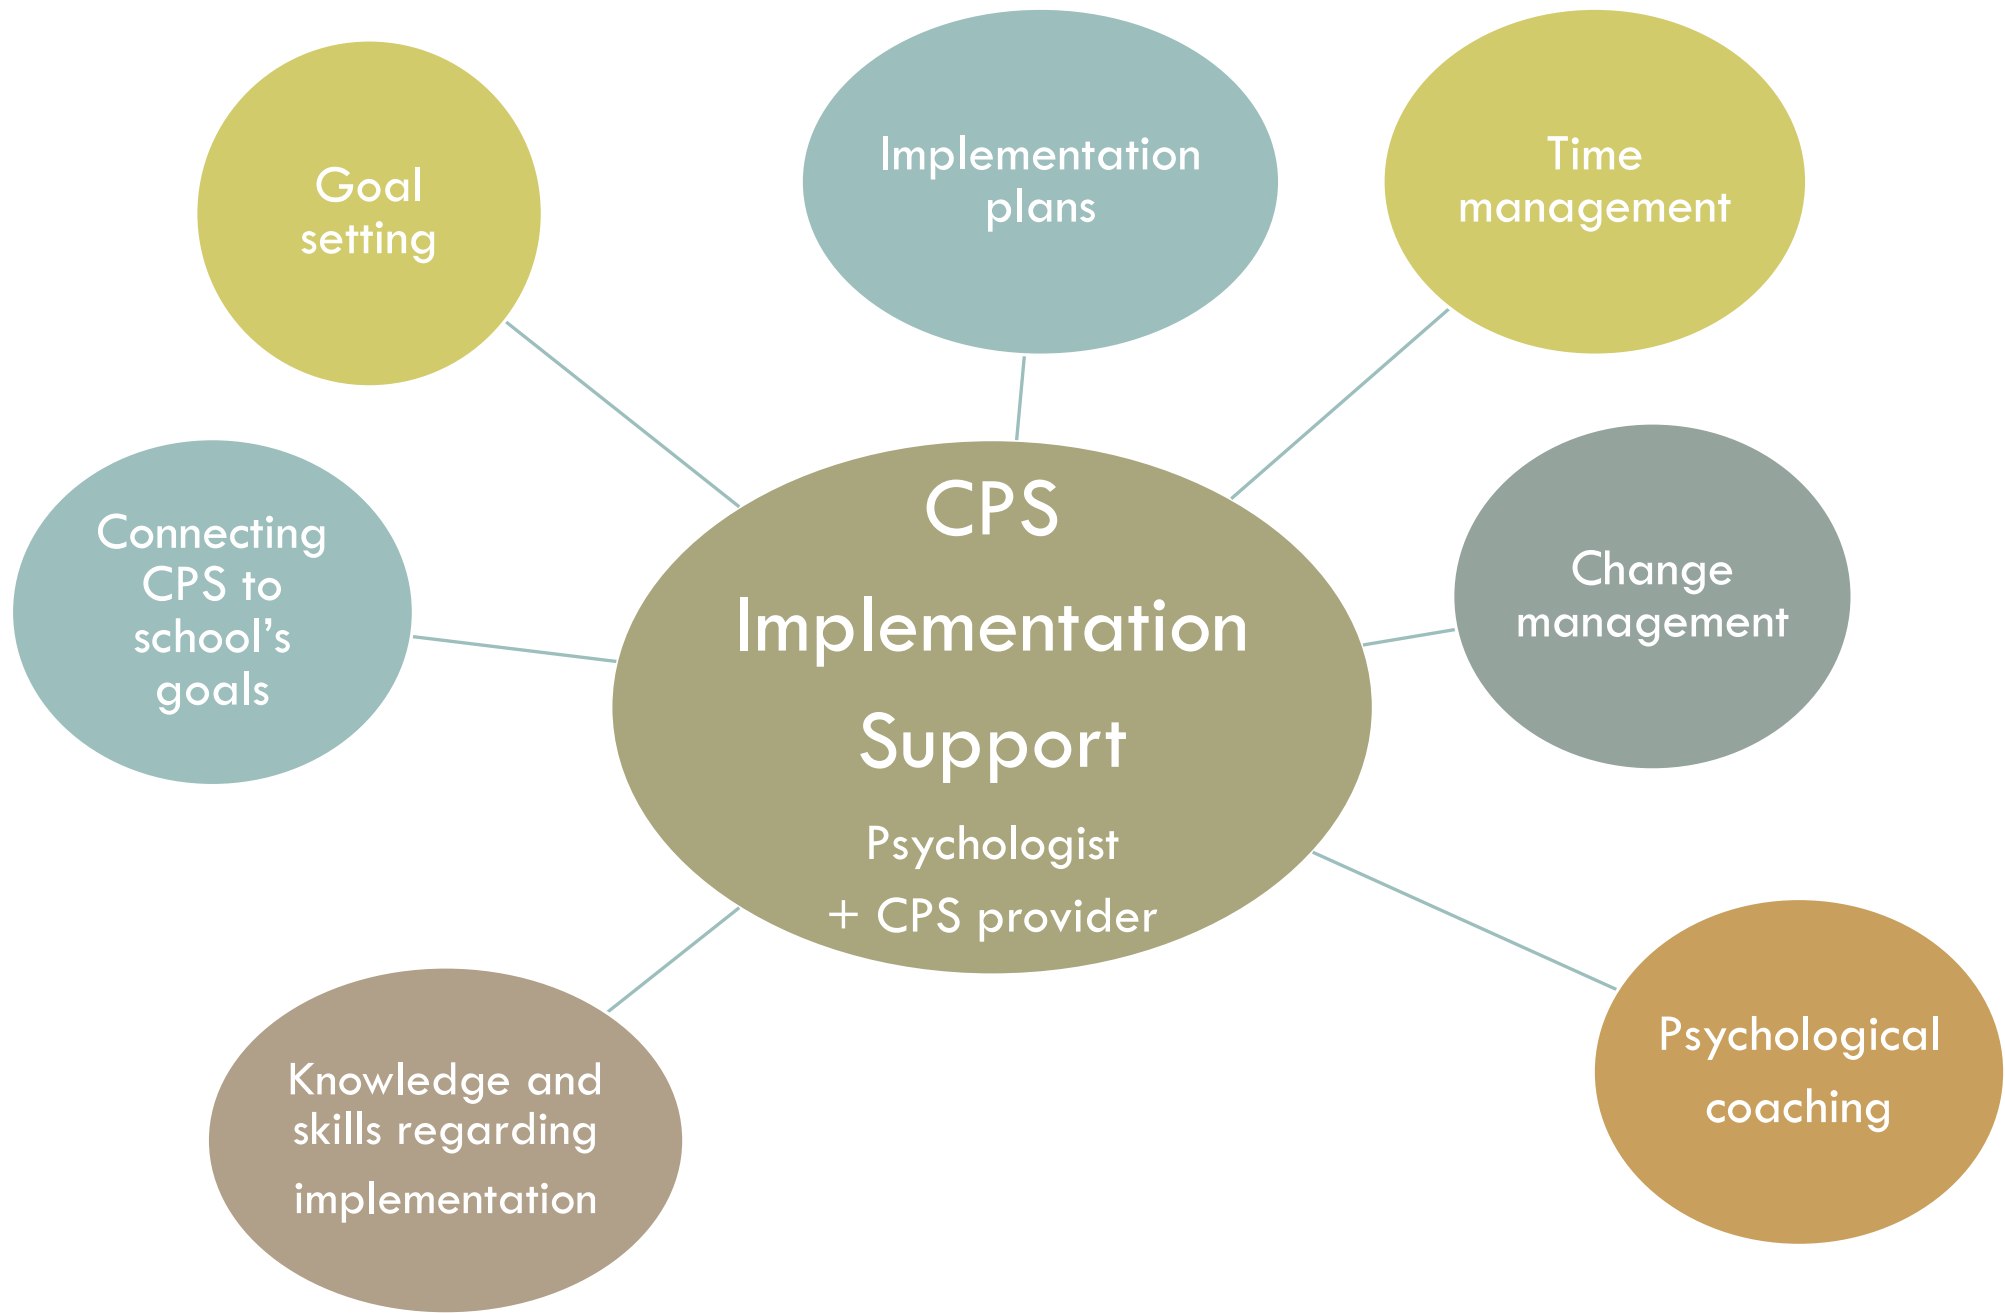 Goal
setting
Implementation
plans
Time
management
Connecting
CPS to
school’s
goals
CPS
Implementation
Support
Psychologist
+ CPS provider
Change
management
Knowledge and
skills regarding
implementation
Psychological
coaching